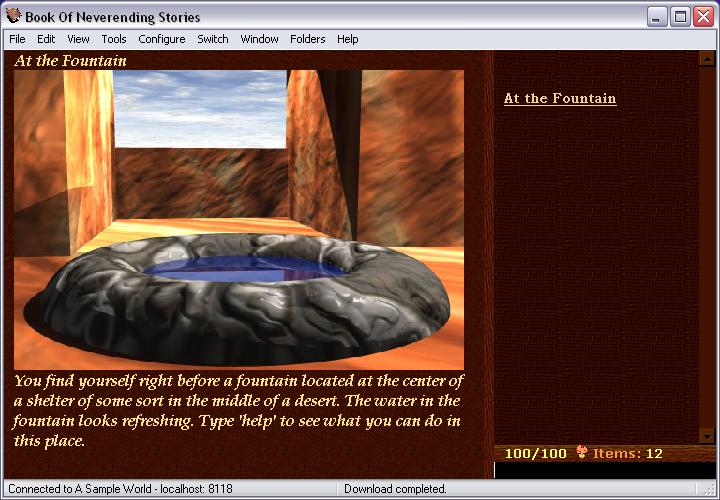 Book Of Neverending Stories
File Edit View Tools Configure Switch Window Folders Help
At the Fountain
At the Fountain
You find yourself right before a fountain located at the center of
a shelter of some sort in the middle of a desert. The water in the
fountain looks refreshing. Type 'help' to see what you can do in
this place.
100/100 Items: 12
Connected to A Sample World - localhost: 8118 Download completed.